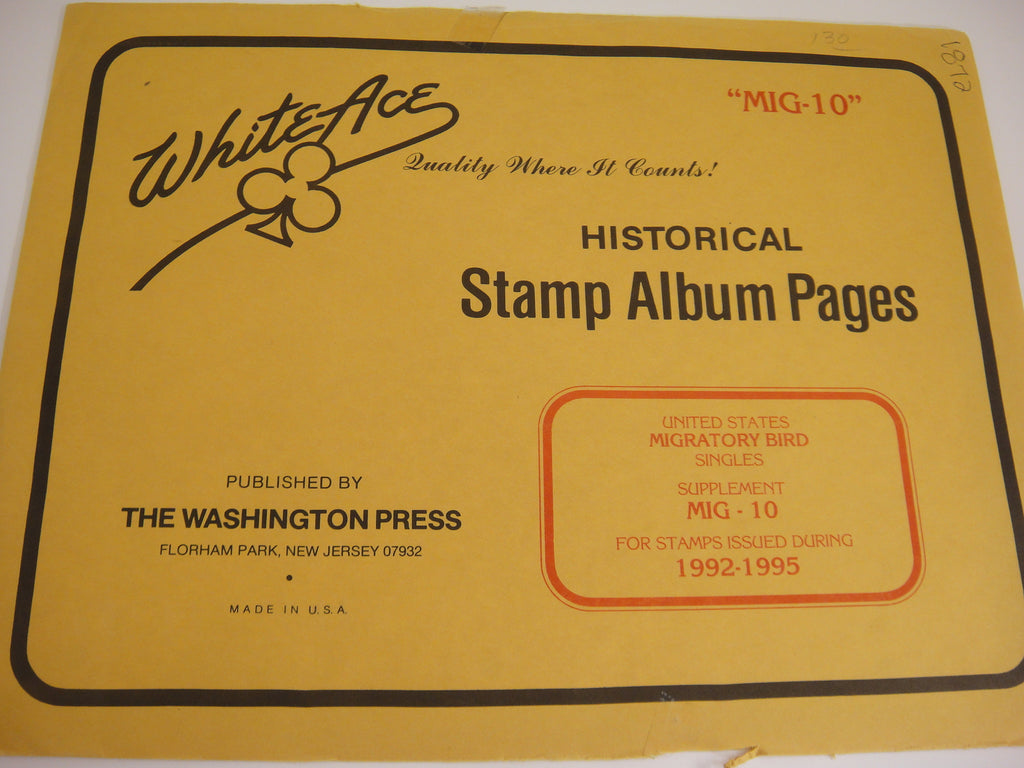 130
WhiteAce
"MIG-10"
Quality Where It Counts!
HISTORICAL
Stamp Album Pages
UNITED STATES
MIGRATORY BIRD
SINGLES
SUPPLEMENT
MIG - 10
FOR STAMPS ISSUED DURING
1992-1995
PUBLISHED BY
THE WASHINGTON PRESS
FLORHAM PARK, NEW JERSEY 07932
•
MADE IN U.S.A.